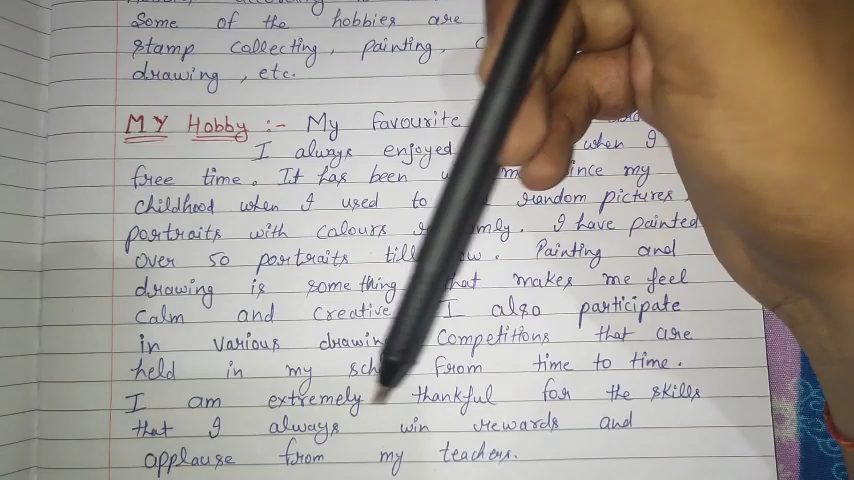 Some of the hobbies are
stamp collecting, painting,
drawing, etc.
MY Hobby :- My favourite
I always enjoyed when I
free time. It has been since my
childhood when I used to random pictures,
portraits with colours. I have painted
over 50 portraits till now. Painting and
drawing is something that makes me feel
calm and creative I also participate
in various drawing competitions that are
held in my from time to time.
I am extremely thankful for the skills
that I always win rewards and
applause from my teachers.